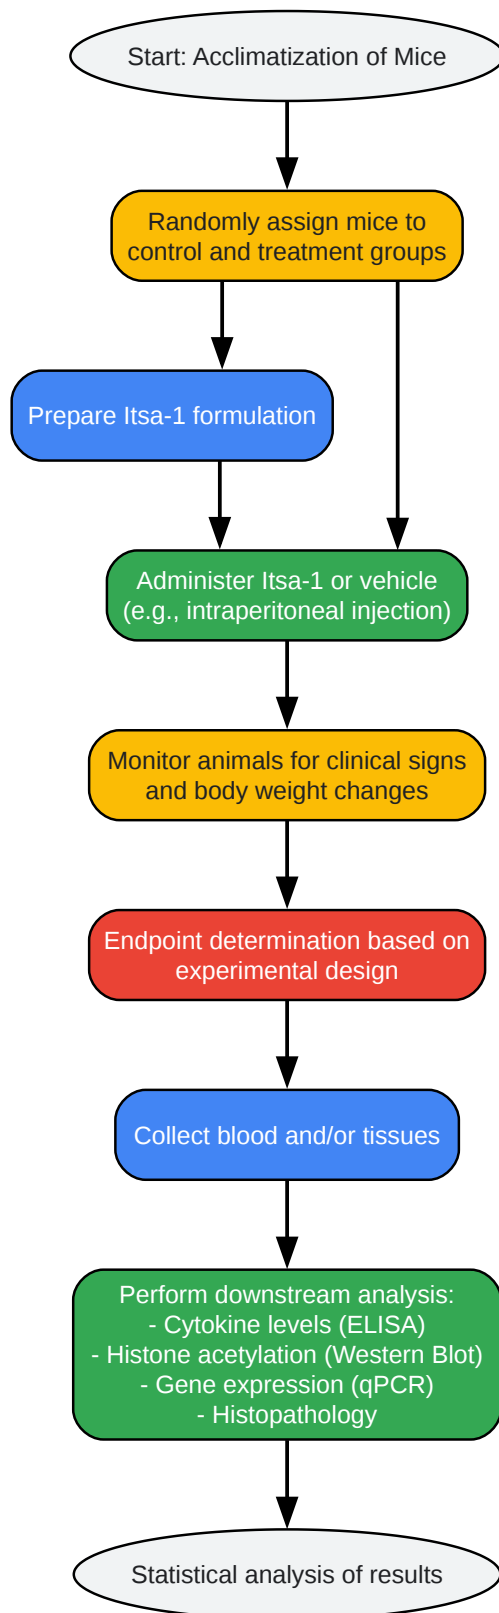 Start: Acclimatization of Mice
Randomly assign mice to
control and treatment groups
Prepare Itsa-1 formulation
Administer Itsa-1 or vehicle
(e.g., intraperitoneal injection)
Monitor animals for clinical signs
and body weight changes
Endpoint determination based on
experimental design
Collect blood and/or tissues
Perform downstream analysis:
- Cytokine levels (ELISA)
- Histone acetylation (Western Blot)
- Gene expression (qPCR)
- Histopathology
Statistical analysis of results